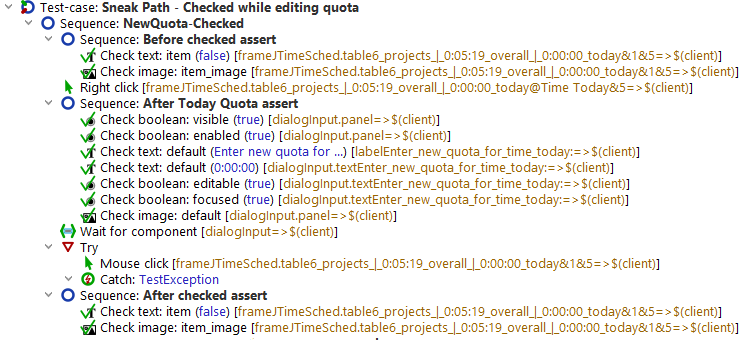 Test-case: Sneak Path - Checked while editing quota
Sequence: NewQuota-Checked
Sequence: Before checked assert
Check text: item (false) [frameJTimeSched.table6_projects_|_0:05:19_overall_|_0:00:00_today&1&5=>$(client)]
Check image: item_image [frameJTimeSched.table6_projects_|_0:05:19_overall_|_0:00:00_today&1&5=>$(client)]
Right click [frameJTimeSched.table6_projects_|_0:05:19_overall_|_0:00:00_today@Time Today&5=>$(client)]
Sequence: After Today Quota assert
Check boolean: visible (true) [dialogInput.panel=>$(client)]
Check boolean: enabled (true) [dialogInput.panel=>$(client)]
Check text: default (Enter new quota for ...) [labelEnter_new_quota_for_time_today:=>$(client)]
Check text: default (0:00:00) [dialogInput.textEnter_new_quota_for_time_today:=>$(client)]
Check boolean: editable (true) [dialogInput.textEnter_new_quota_for_time_today:=>$(client)]
Check boolean: focused (true) [dialogInput.textEnter_new_quota_for_time_today:=>$(client)]
Check image: default [dialogInput.panel=>$(client)]
Wait for component [dialogInput=>$(client)]
Try
Mouse click [frameJTimeSched.table6_projects_|_0:05:19_overall_|_0:00:00_today&1&5=>$(client)]
Catch: TestException
Sequence: After checked assert
Check text: item (false) [frameJTimeSched.table6_projects_|_0:05:19_overall_|_0:00:00_today&1&5=>$(client)]
Check image: item_image [frameJTimeSched.table6_projects_|_0:05:19_overall_|_0:00:00_today&1&5=>$(client)]